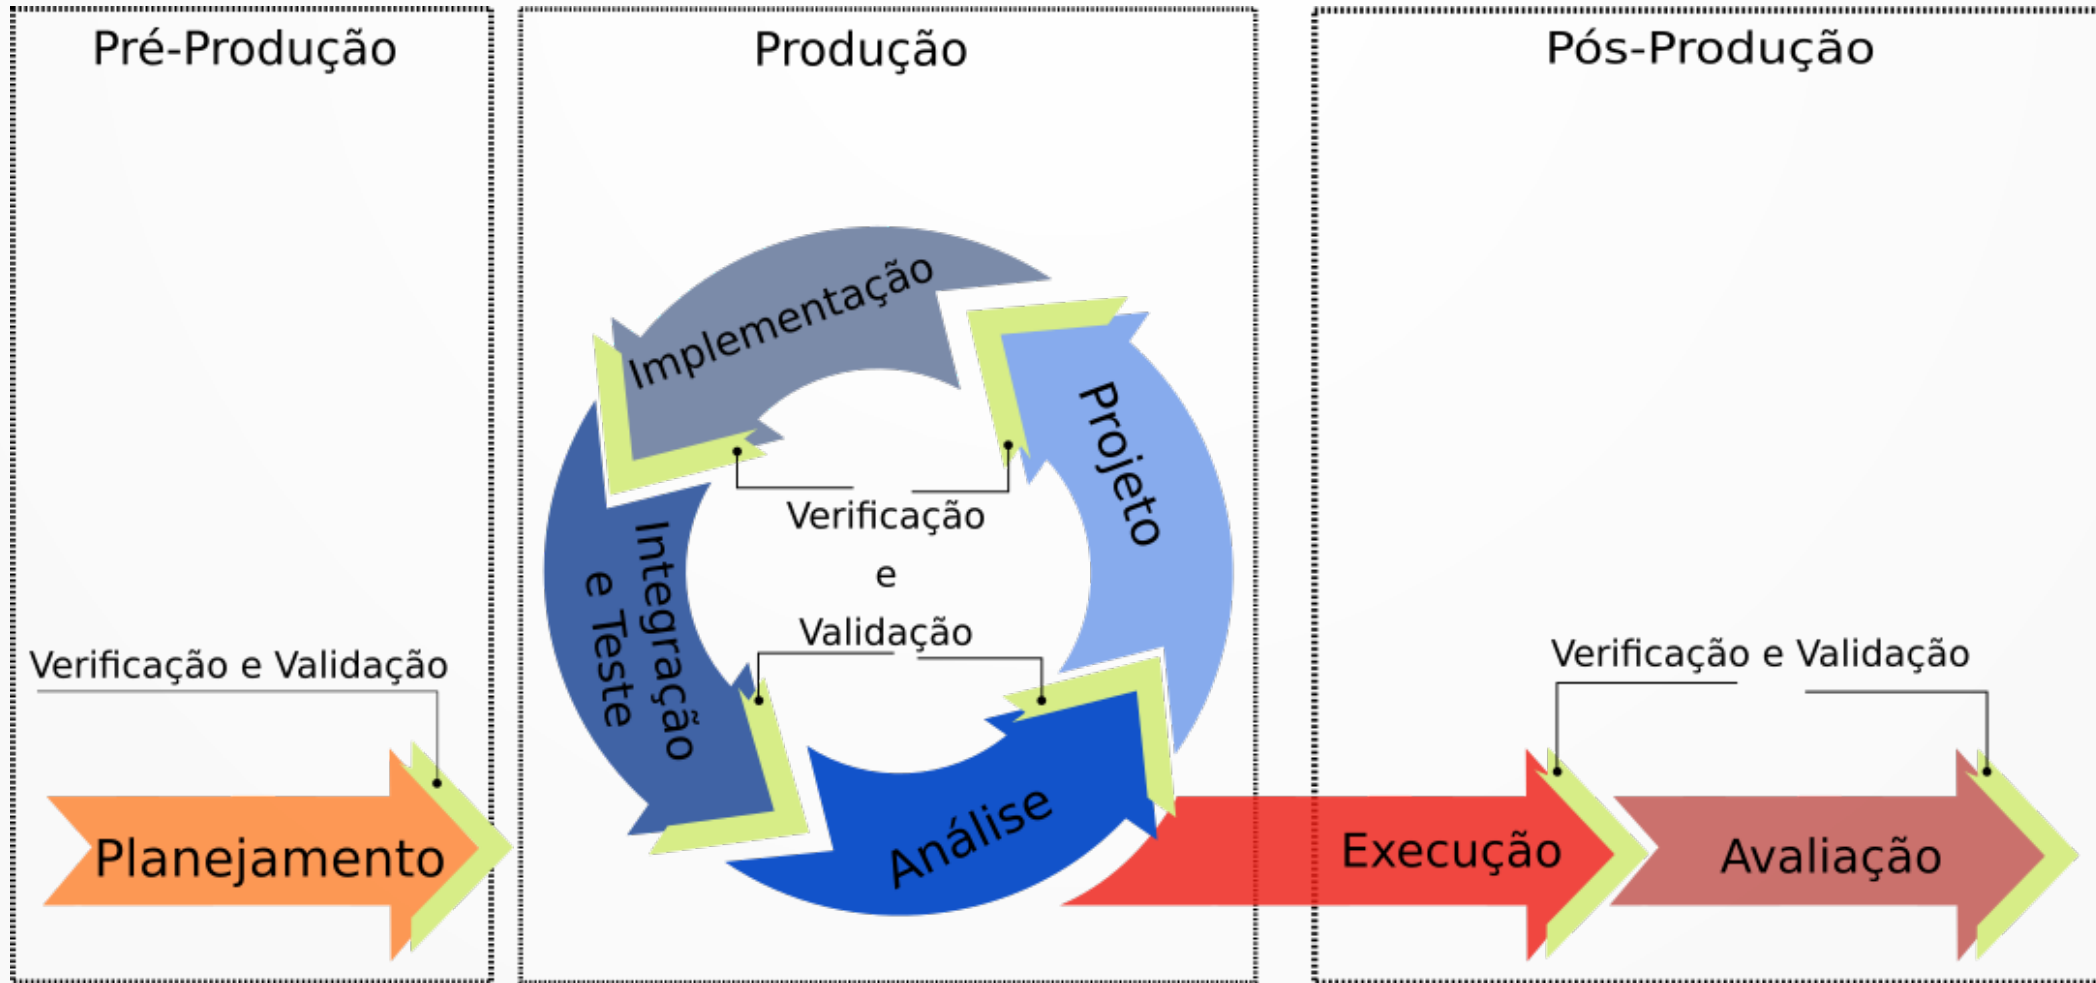 Pré-Produção
Verificação e Validação
Planejamento
Produção
Implementação
Projeto
Verificação
e
Validação
Integração
e Teste
Análise
Pós-Produção
Verificação e Validação
Execução
Avaliação